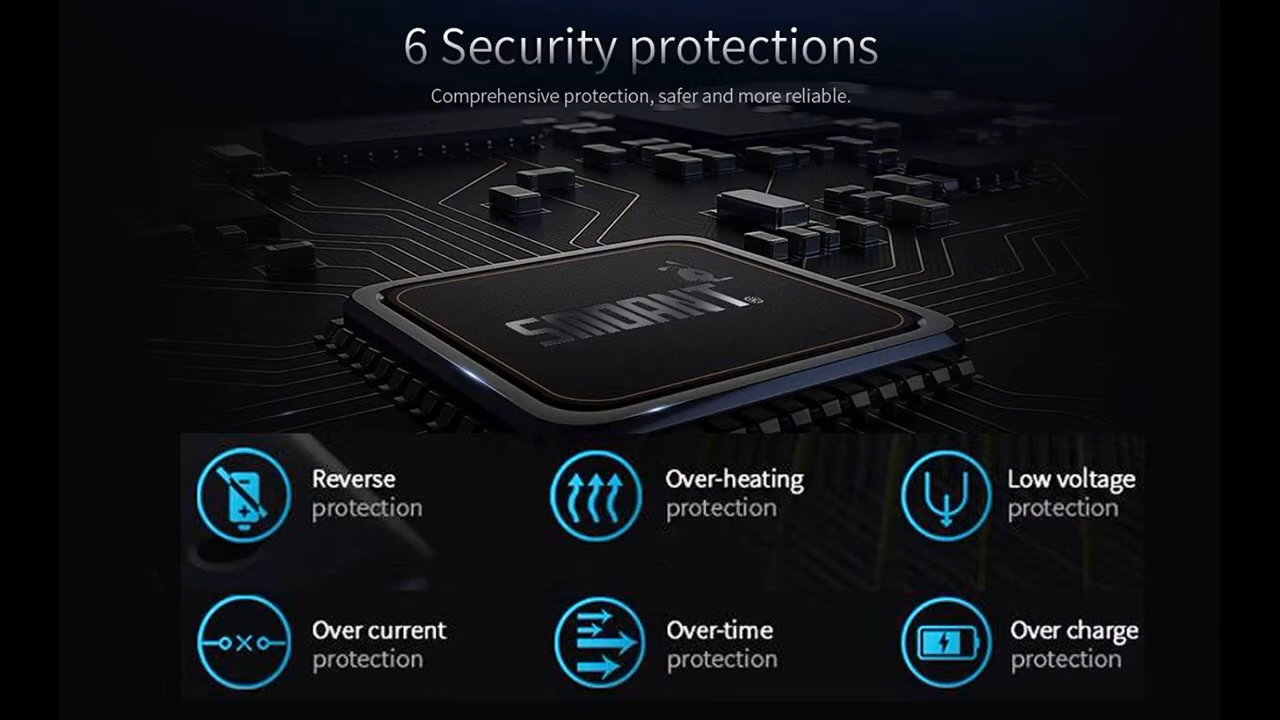 6 Security protections
Comprehensive protection, safer and more reliable.
Reverse
protection
Over-heating
protection
Low voltage
protection
Over current
protection
Over-time
protection
Over charge
protection